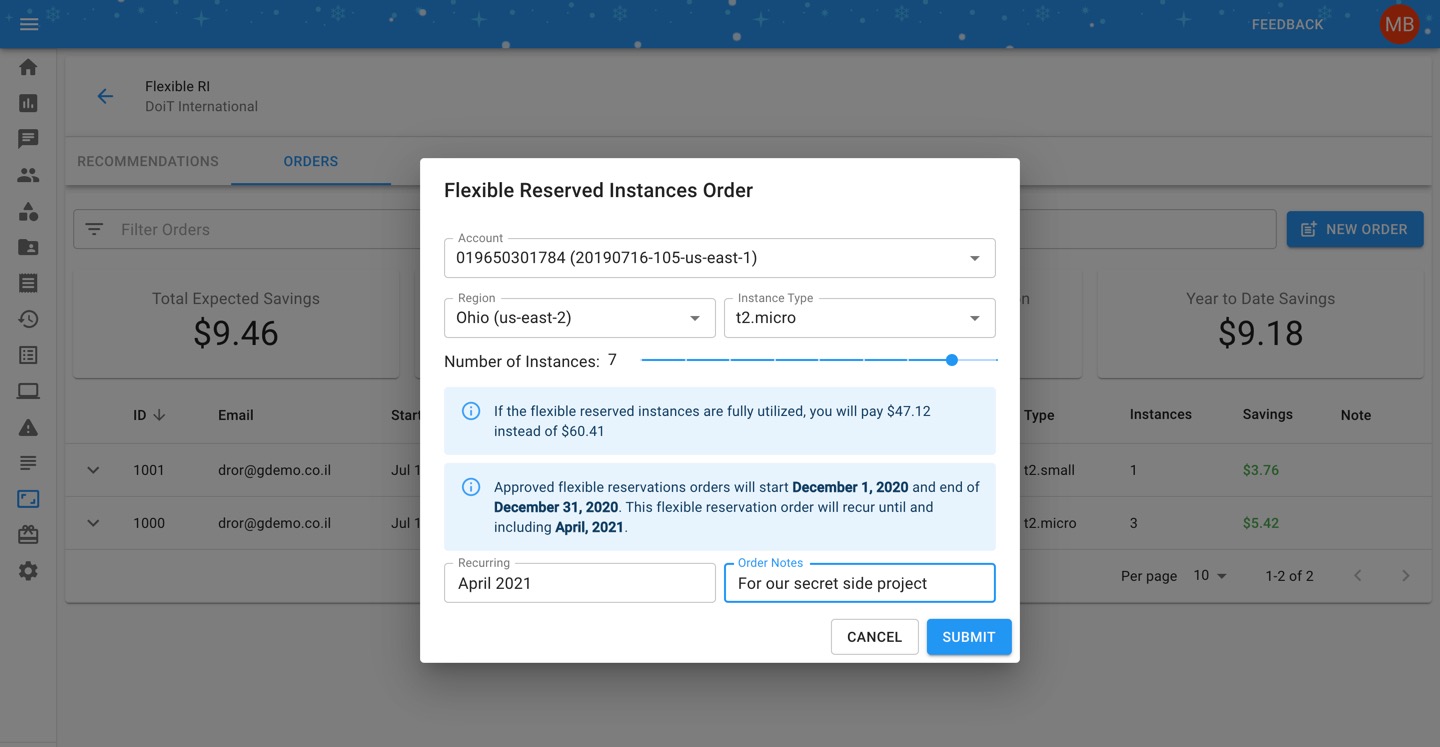 FEEDBACK
MB
Flexible RI
DoiT International
RECOMMENDATIONS
ORDERS
Filter Orders
NEW ORDER
Total Expected Savings
$9.46
Year to Date Savings
$9.18
ID
Email
Start
Type
Instances
Savings
Note
1001
dror@gdemo.co.il
Jul 1
t2.small
1
$3.76
1000
dror@gdemo.co.il
Jul 1
t2.micro
3
$5.42
Per page
10
1-2 of 2
Flexible Reserved Instances Order
Account
019650301784 (20190716-105-us-east-1)
Region
Ohio (us-east-2)
Instance Type
t2.micro
Number of Instances: 7
If the flexible reserved instances are fully utilized, you will pay $47.12
instead of $60.41
Approved flexible reservations orders will start December 1, 2020 and end of
December 31, 2020. This flexible reservation order will recur until and
including April, 2021.
Recurring
April 2021
Order Notes
For our secret side project
CANCEL
SUBMIT